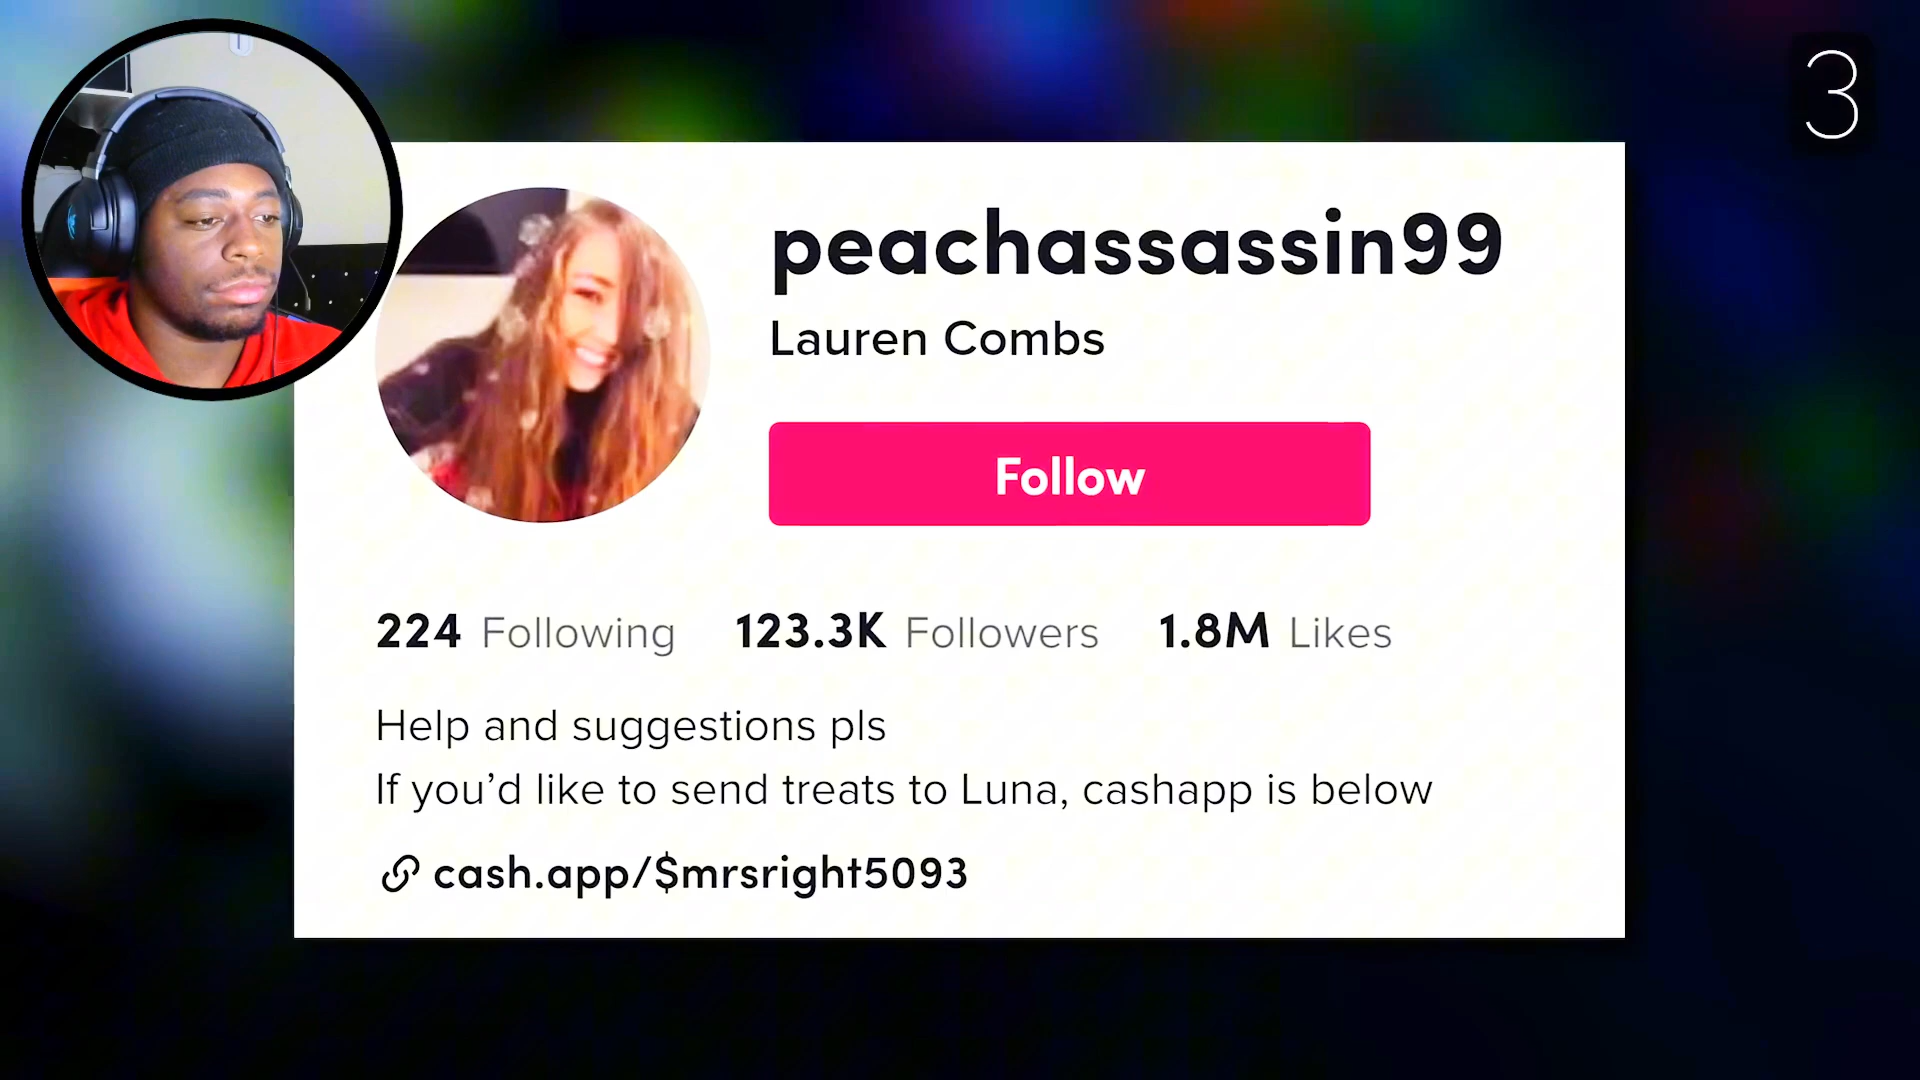 3
peachassassin99
Lauren Combs
Follow
224 Following 123.3K Followers 1.8M Likes
Help and suggestions pls
If you’d like to send treats to Luna, cashapp is below
cash.app/$mrsright5093